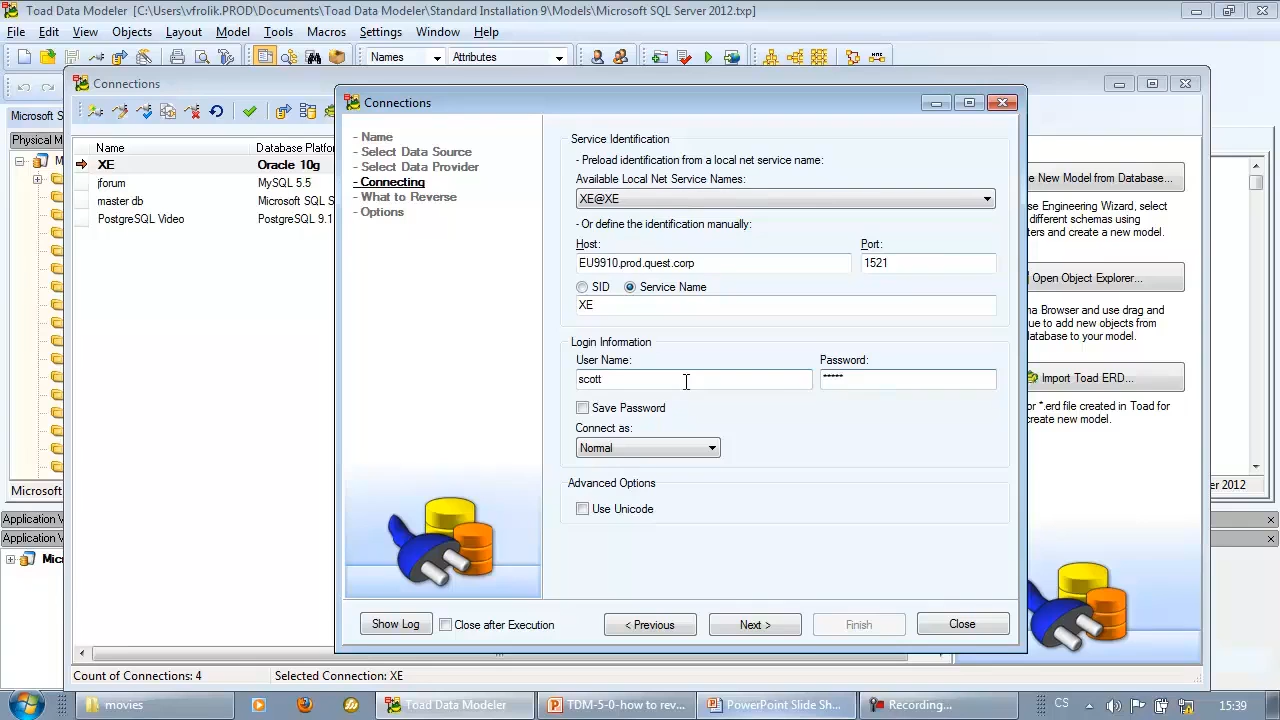 Toad Data Modeler [C:\Users\vfrolik.PROD\Documents\Toad Data Modeler\Standard Installation 9\Models\Microsoft SQL Server 2012.txp]
File Edit View Objects Layout Model Tools Macros Settings Window Help
Names Attributes
Connections
Microsoft S
Physical M
Name Database Platfo
XE Oracle 10g
jforum MySQL 5.5
master db Microsoft SQL S
PostgreSQL Video PostgreSQL 9.1
Connections
- Name
- Select Data Source
- Select Data Provider
- Connecting
- What to Reverse
- Options
Service Identification
- Preload identification from a local net service name:
Available Local Net Service Names:
XE@XE
- Or define the identification manually:
Host: Port:
EU9910.prod.quest.corp 1521
SID Service Name
XE
Login Information
User Name: Password:
scott *****
Save Password
Connect as:
Normal
Advanced Options
Use Unicode
Show Log Close after Execution < Previous Next > Finish Close
e New Model from Database...
se Engineering Wizard, select
different schemas using
ters and create a new model.
Open Object Explorer...
ma Browser and use drag and
ue to add new objects from
database to your model.
Import Toad ERD...
or *.erd file created in Toad for
create new model.
Microsoft
er 2012
Application V
Application V
Micr
Count of Connections: 4 Selected Connection: XE
movies Toad Data Modeler TDM-5-0-how to rev... PowerPoint Slide Sh... Recording... CS 15:39